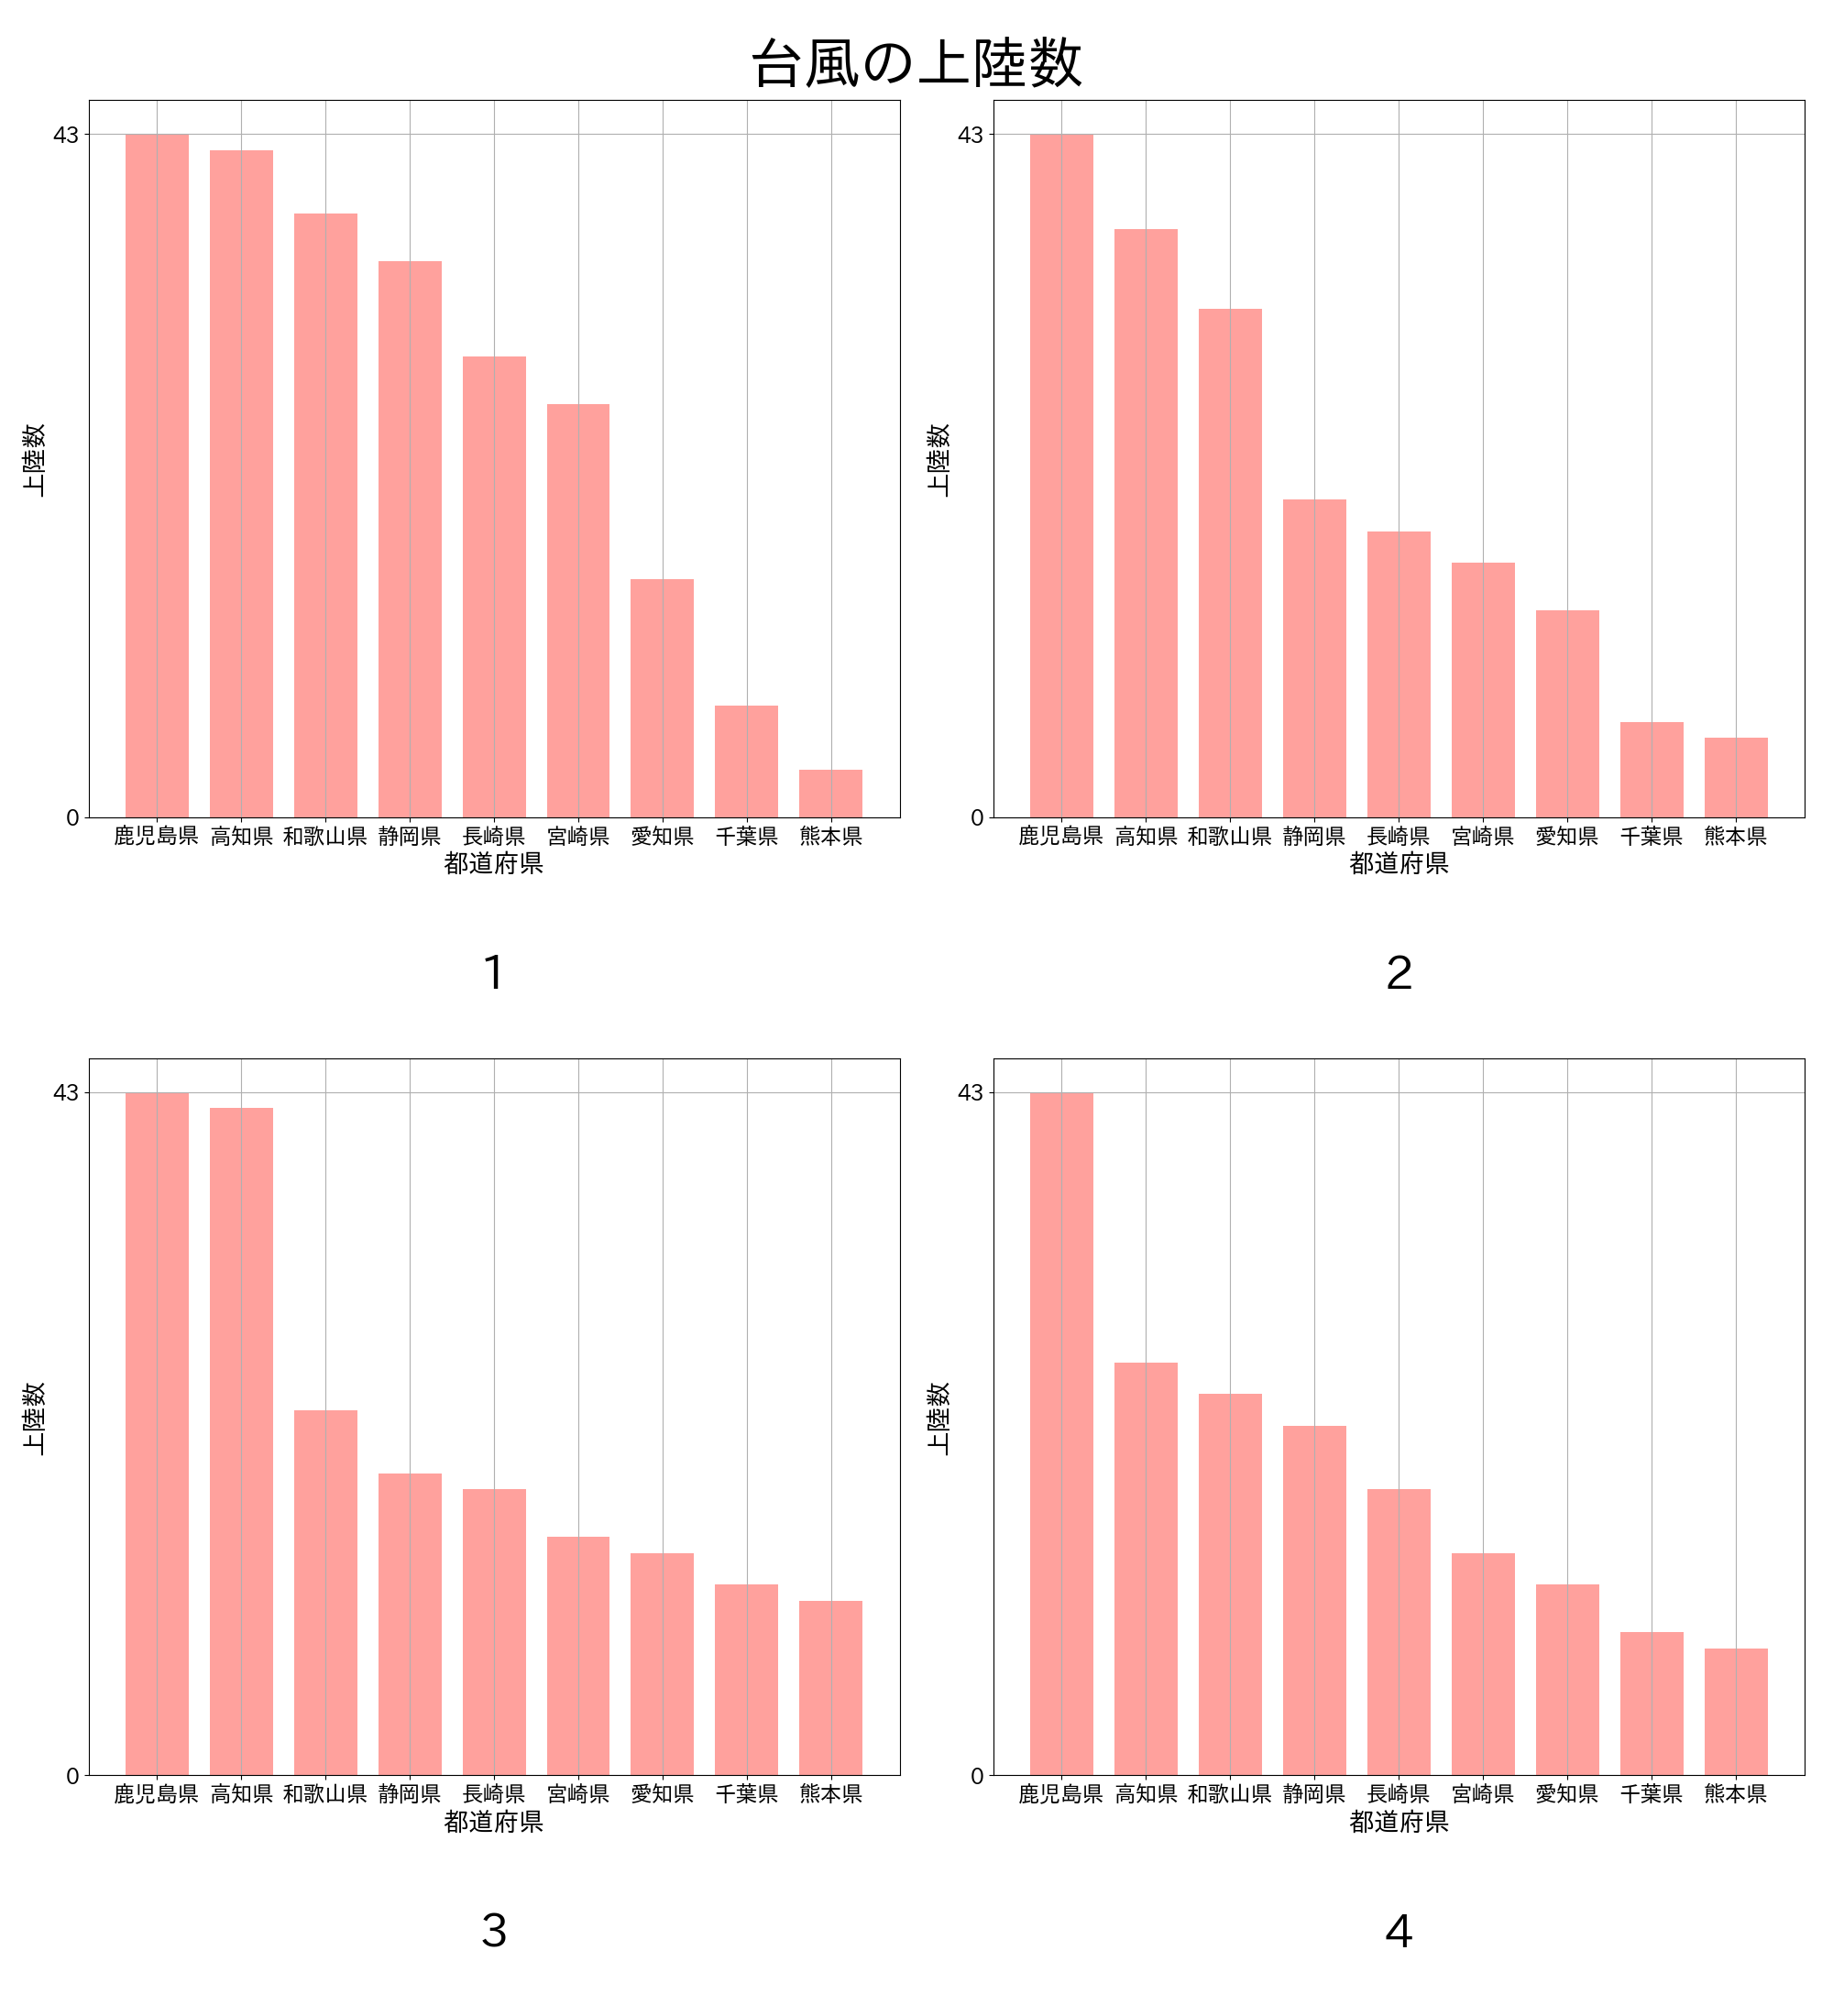 台風の上陸数
上陸数
43
0
鹿児島県 高知県 和歌山県 静岡県 長崎県 宮崎県 愛知県 千葉県 熊本県
都道府県
1
上陸数
43
0
鹿児島県 高知県 和歌山県 静岡県 長崎県 宮崎県 愛知県 千葉県 熊本県
都道府県
2
上陸数
43
0
鹿児島県 高知県 和歌山県 静岡県 長崎県 宮崎県 愛知県 千葉県 熊本県
都道府県
3
上陸数
43
0
鹿児島県 高知県 和歌山県 静岡県 長崎県 宮崎県 愛知県 千葉県 熊本県
都道府県
4